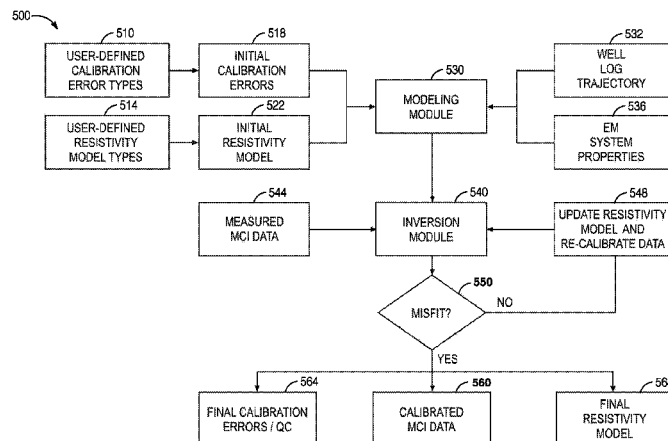 500
510
USER-DEFINED
CALIBRATION
ERROR TYPES
518
INITIAL
CALIBRATION
ERRORS
532
WELL
LOG
TRAJECTORY
530
MODELING
MODULE
514
USER-DEFINED
RESISTIVITY
MODEL TYPES
522
INITIAL
RESISTIVITY
MODEL
536
EM
SYSTEM
PROPERTIES
544
MEASURED
MCI DATA
540
INVERSION
MODULE
548
UPDATE RESISTIVITY
MODEL AND
RE-CALIBRATE DATA
550
MISFIT?
NO
YES
564
FINAL CALIBRATION
ERRORS / QC
560
CALIBRATED
MCI DATA
FINAL
RESISTIVITY
MODEL